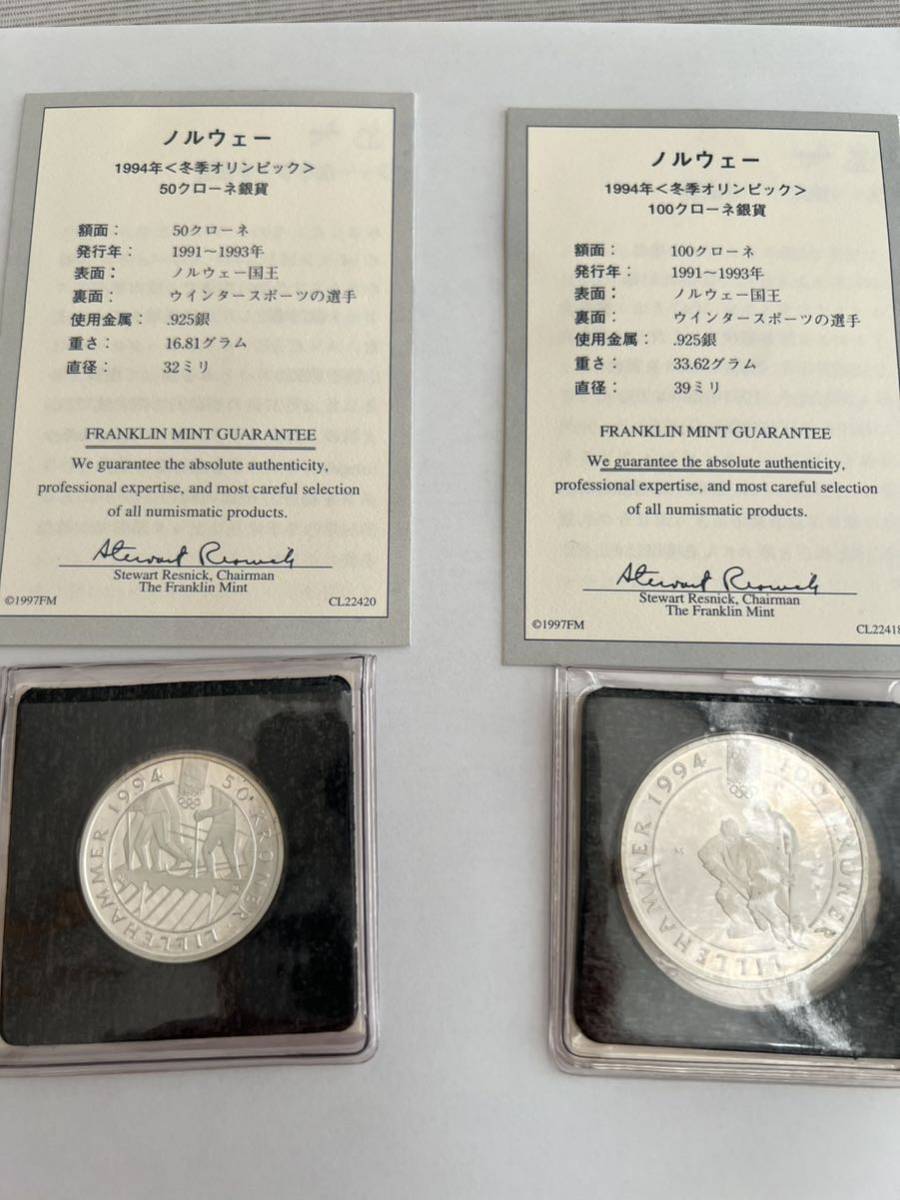 ノルウェー
1994年<冬季オリンピック>
50クローネ銀貨
額面： 50クローネ
発行年： 1991〜1993年
表面： ノルウェー国王
裏面： ウインタースポーツの選手
使用金属： .925銀
重さ： 16.81グラム
直径： 32ミリ
FRANKLIN MINT GUARANTEE
We guarantee the absolute authenticity,
professional expertise, and most careful selection
of all numismatic products.
Stewart Resnick
Stewart Resnick, Chairman
The Franklin Mint
©1997FM CL22420
ノルウェー
1994年<冬季オリンピック>
100クローネ銀貨
額面： 100クローネ
発行年： 1991〜1993年
表面： ノルウェー国王
裏面： ウインタースポーツの選手
使用金属： .925銀
重さ： 33.62グラム
直径： 39ミリ
FRANKLIN MINT GUARANTEE
We guarantee the absolute authenticity,
professional expertise, and most careful selection
of all numismatic products.
Stewart Resnick
Stewart Resnick, Chairman
The Franklin Mint
©1997FM CL22418
LILLEHAMMER 1994 50 KRONER
LILLEHAMMER 1994 100 KRONER